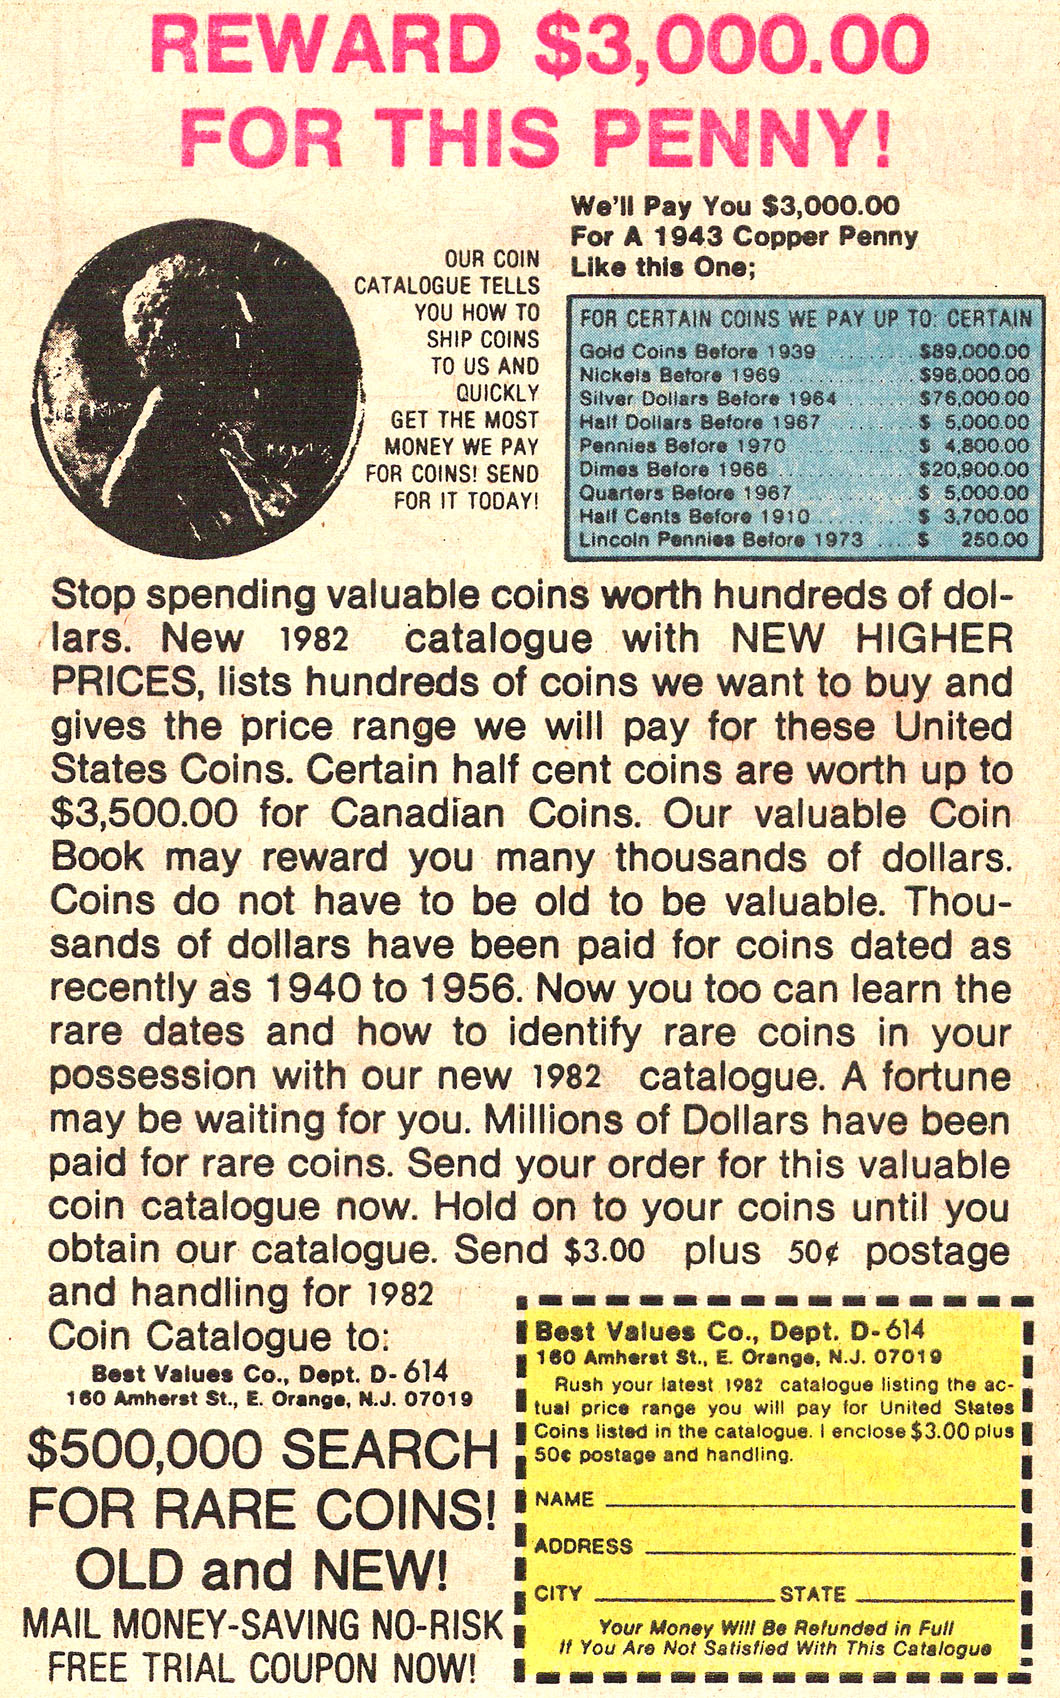 REWARD $3,000.00
FOR THIS PENNY!
OUR COIN
CATALOGUE TELLS
YOU HOW TO
SHIP COINS
TO US AND
QUICKLY
GET THE MOST
MONEY WE PAY
FOR COINS! SEND
FOR IT TODAY!
We'll Pay You $3,000.00
For A 1943 Copper Penny
Like this One;
FOR CERTAIN COINS WE PAY UP TO: CERTAIN
Gold Coins Before 1939 ......... $89,000.00
Nickels Before 1969 ............ $96,000.00
Silver Dollars Before 1964 ...... $76,000.00
Half Dollars Before 1967 ....... $ 5,000.00
Pennies Before 1970 ........... $ 4,800.00
Dimes Before 1966 ............ $20,900.00
Quarters Before 1967 .......... $ 5,000.00
Half Cents Before 1910 ........ $ 3,700.00
Lincoln Pennies Before 1973 .... $ 250.00
Stop spending valuable coins worth hundreds of dol-
lars. New 1982 catalogue with NEW HIGHER
PRICES, lists hundreds of coins we want to buy and
gives the price range we will pay for these United
States Coins. Certain half cent coins are worth up to
$3,500.00 for Canadian Coins. Our valuable Coin
Book may reward you many thousands of dollars.
Coins do not have to be old to be valuable. Thou-
sands of dollars have been paid for coins dated as
recently as 1940 to 1956. Now you too can learn the
rare dates and how to identify rare coins in your
possession with our new 1982 catalogue. A fortune
may be waiting for you. Millions of Dollars have been
paid for rare coins. Send your order for this valuable
coin catalogue now. Hold on to your coins until you
obtain our catalogue. Send $3.00 plus 50¢ postage
and handling for 1982
Coin Catalogue to:
Best Values Co., Dept. D-614
160 Amherst St., E. Orange, N.J. 07019
$500,000 SEARCH
FOR RARE COINS!
OLD and NEW!
MAIL MONEY-SAVING NO-RISK
FREE TRIAL COUPON NOW!
Best Values Co., Dept. D-614
160 Amherst St., E. Orange, N.J. 07019
Rush your latest 1982 catalogue listing the ac-
tual price range you will pay for United States
Coins listed in the catalogue. I enclose $3.00 plus
50¢ postage and handling.
NAME
ADDRESS
CITY STATE
Your Money Will Be Refunded in Full
If You Are Not Satisfied With This Catalogue